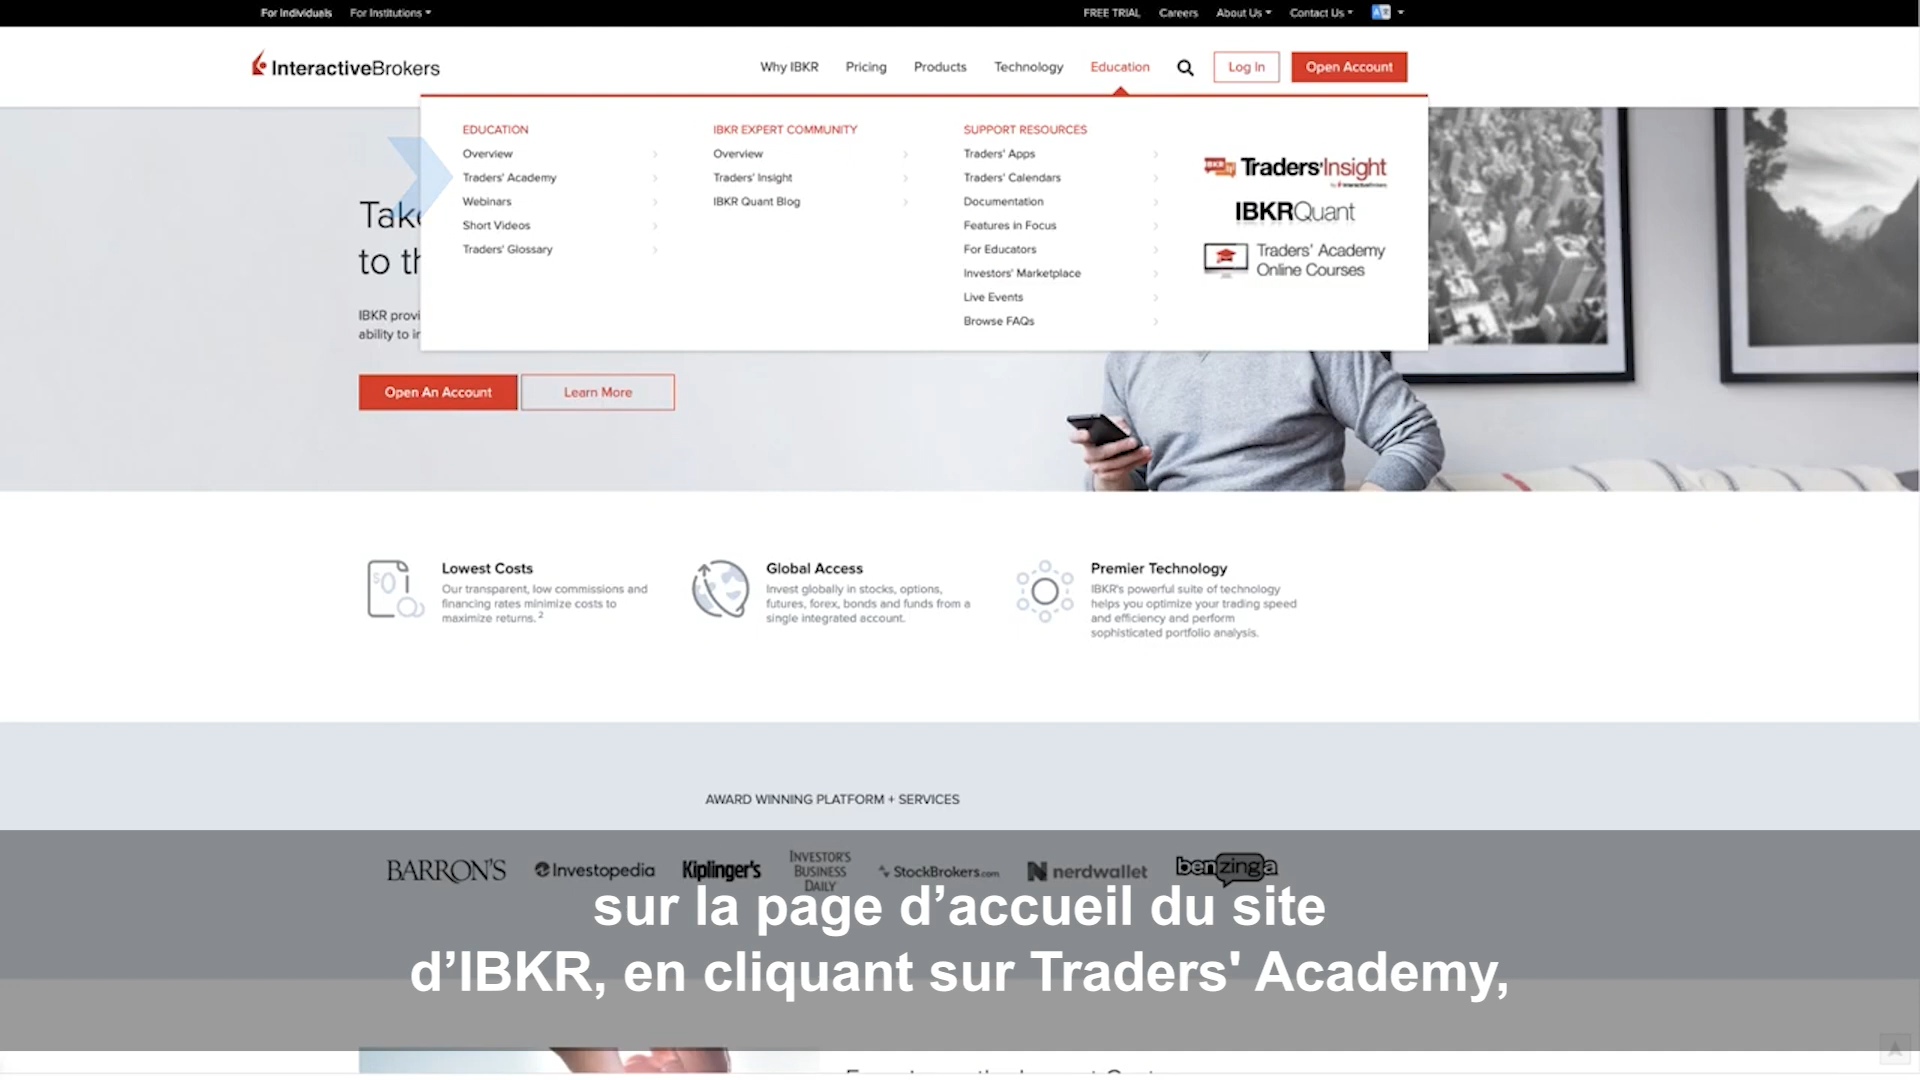 For Individuals
For Institutions
FREE TRIAL
Careers
About Us
Contact Us
InteractiveBrokers
Why IBKR
Pricing
Products
Technology
Education
Log In
Open Account
EDUCATION
Overview
Traders' Academy
Webinars
Short Videos
Traders' Glossary
IBKR EXPERT COMMUNITY
Overview
Traders' Insight
IBKR Quant Blog
SUPPORT RESOURCES
Traders' Apps
Traders' Calendars
Documentation
Features in Focus
For Educators
Investors' Marketplace
Live Events
Browse FAQs
IBKR Traders' Insight
by InteractiveBrokers
IBKRQuant
Traders' Academy
Online Courses
to
IBKR
ability to
Open An Account
Learn More
Lowest Costs
Our transparent, low commissions and
financing rates minimize costs to
maximize returns. 2
Global Access
Invest globally in stocks, options,
futures, forex, bonds and funds from a
single integrated account.
Premier Technology
IBKR's powerful suite of technology
helps you optimize your trading speed
and efficiency and perform
sophisticated portfolio analysis.
AWARD WINNING PLATFORM + SERVICES
BARRON'S
Investopedia
Kiplinger's
INVESTOR'S
BUSINESS
DAILY
StockBrokers.com
nerdwallet
benzinga
sur la page d’accueil du site
d’IBKR, en cliquant sur Traders' Academy,